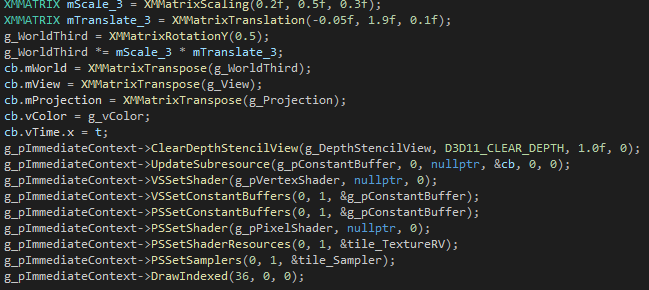 XMMATRIX mScale_3 = XMMatrixScaling(0.2f, 0.5f, 0.3f);
XMMATRIX mTranslate_3 = XMMatrixTranslation(-0.05f, 1.9f, 0.1f);
g_WorldThird = XMMatrixRotationY(0.5);
g_WorldThird *= mScale_3 * mTranslate_3;
cb.mWorld = XMMatrixTranspose(g_WorldThird);
cb.mView = XMMatrixTranspose(g_View);
cb.mProjection = XMMatrixTranspose(g_Projection);
cb.vColor = g_vColor;
cb.vTime.x = t;
g_pImmediateContext->ClearDepthStencilView(g_DepthStencilView, D3D11_CLEAR_DEPTH, 1.0f, 0);
g_pImmediateContext->UpdateSubresource(g_pConstantBuffer, 0, nullptr, &cb, 0, 0);
g_pImmediateContext->VSSetShader(g_pVertexShader, nullptr, 0);
g_pImmediateContext->VSSetConstantBuffers(0, 1, &g_pConstantBuffer);
g_pImmediateContext->PSSetConstantBuffers(0, 1, &g_pConstantBuffer);
g_pImmediateContext->PSSetShader(g_pPixelShader, nullptr, 0);
g_pImmediateContext->PSSetShaderResources(0, 1, &tile_TextureRV);
g_pImmediateContext->PSSetSamplers(0, 1, &tile_Sampler);
g_pImmediateContext->DrawIndexed(36, 0, 0);